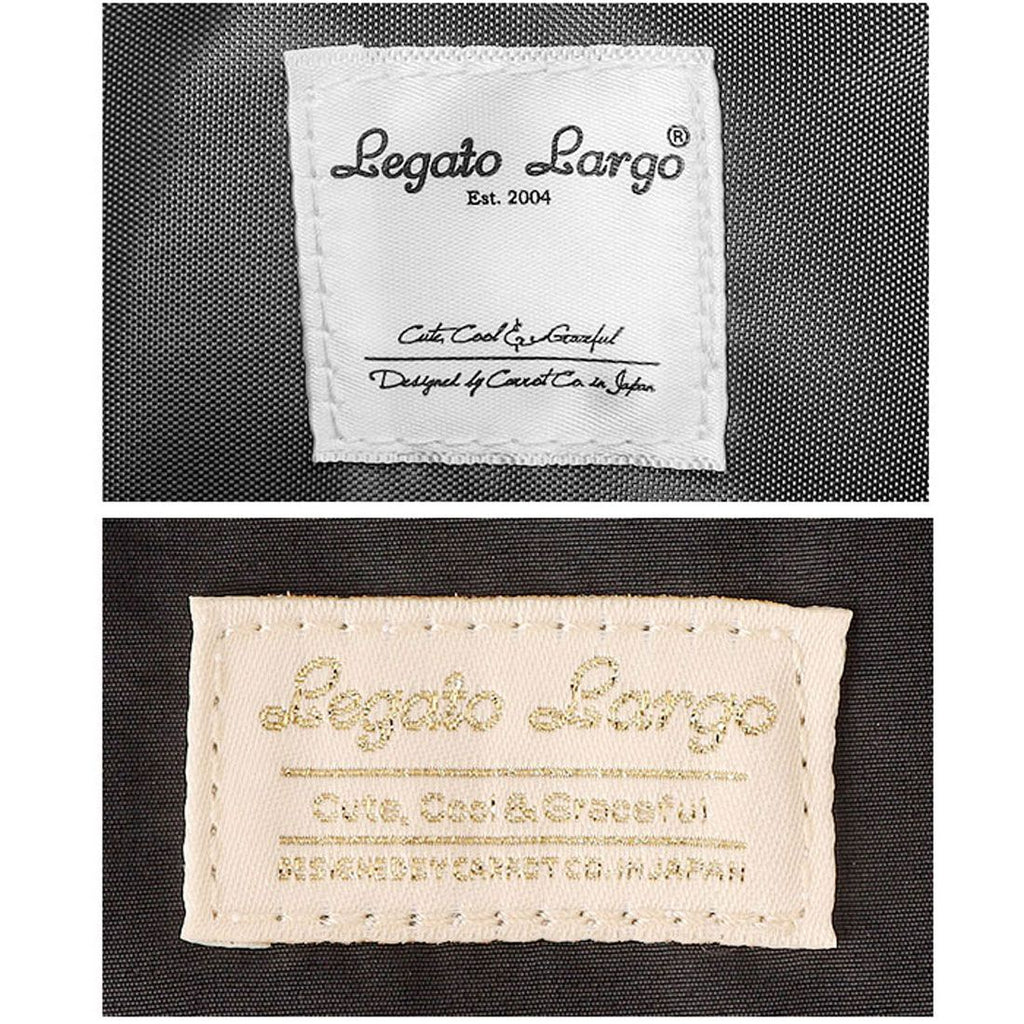 Legato Largo®
Est. 2004
Cute, Cool & Graceful
Designed by Carrot Co. in Japan
Legato Largo
Cute, Cool & Graceful
DESIGNED BY CARROT CO. IN JAPAN